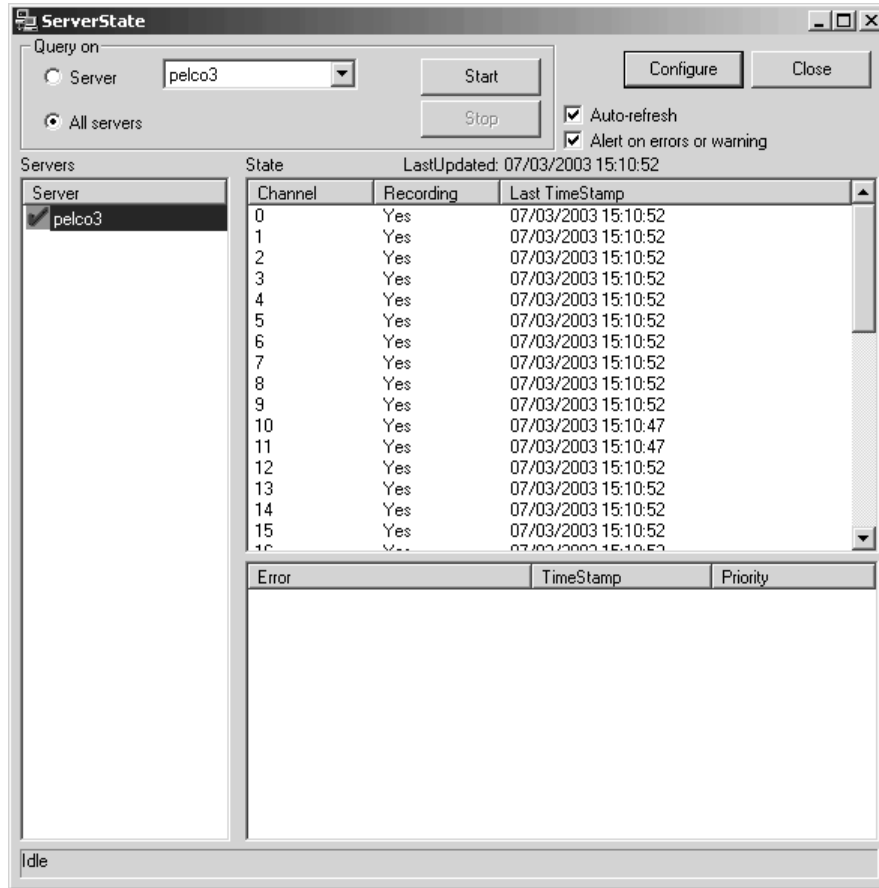 ServerState
Query on
Server pelco3 Start Configure Close
All servers Stop
Auto-refresh
Alert on errors or warning
Servers State LastUpdated: 07/03/2003 15:10:52
Server Channel Recording Last TimeStamp
pelco3
0 Yes 07/03/2003 15:10:52
1 Yes 07/03/2003 15:10:52
2 Yes 07/03/2003 15:10:52
3 Yes 07/03/2003 15:10:52
4 Yes 07/03/2003 15:10:52
5 Yes 07/03/2003 15:10:52
6 Yes 07/03/2003 15:10:52
7 Yes 07/03/2003 15:10:52
8 Yes 07/03/2003 15:10:52
9 Yes 07/03/2003 15:10:52
10 Yes 07/03/2003 15:10:47
11 Yes 07/03/2003 15:10:47
12 Yes 07/03/2003 15:10:52
13 Yes 07/03/2003 15:10:52
14 Yes 07/03/2003 15:10:52
15 Yes 07/03/2003 15:10:52
Error TimeStamp Priority
Idle